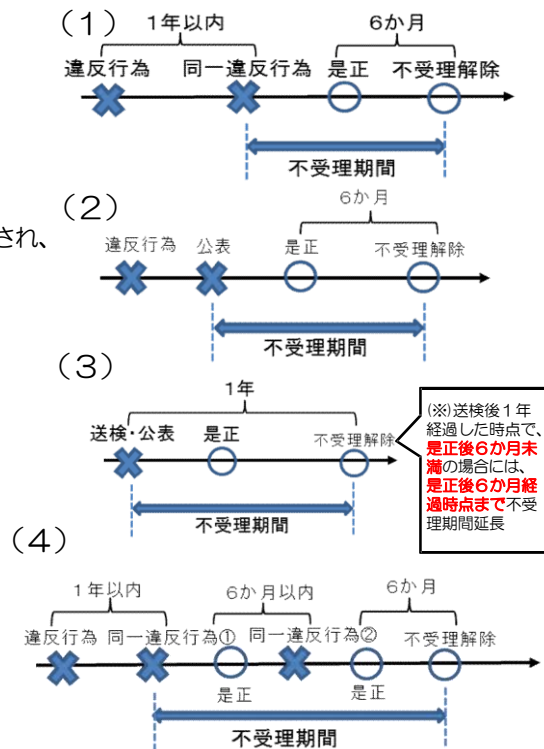 (1)
1年以内
6か月
違反行為 同一違反行為 是正 不受理解除
不受理期間
(2)
6か月
され、
違反行為 公表 是正 不受理解除
不受理期間
(3)
1年
送検・公表 是正 不受理解除
不受理期間
(※)送検後1年
経過した時点で、
是正後6か月未
満の場合には、
是正後6か月経
過時点まで不受
理期間延長
(4)
1年以内 6か月以内 6か月
違反行為 同一違反行為① 同一違反行為② 不受理解除
是正 是正
不受理期間